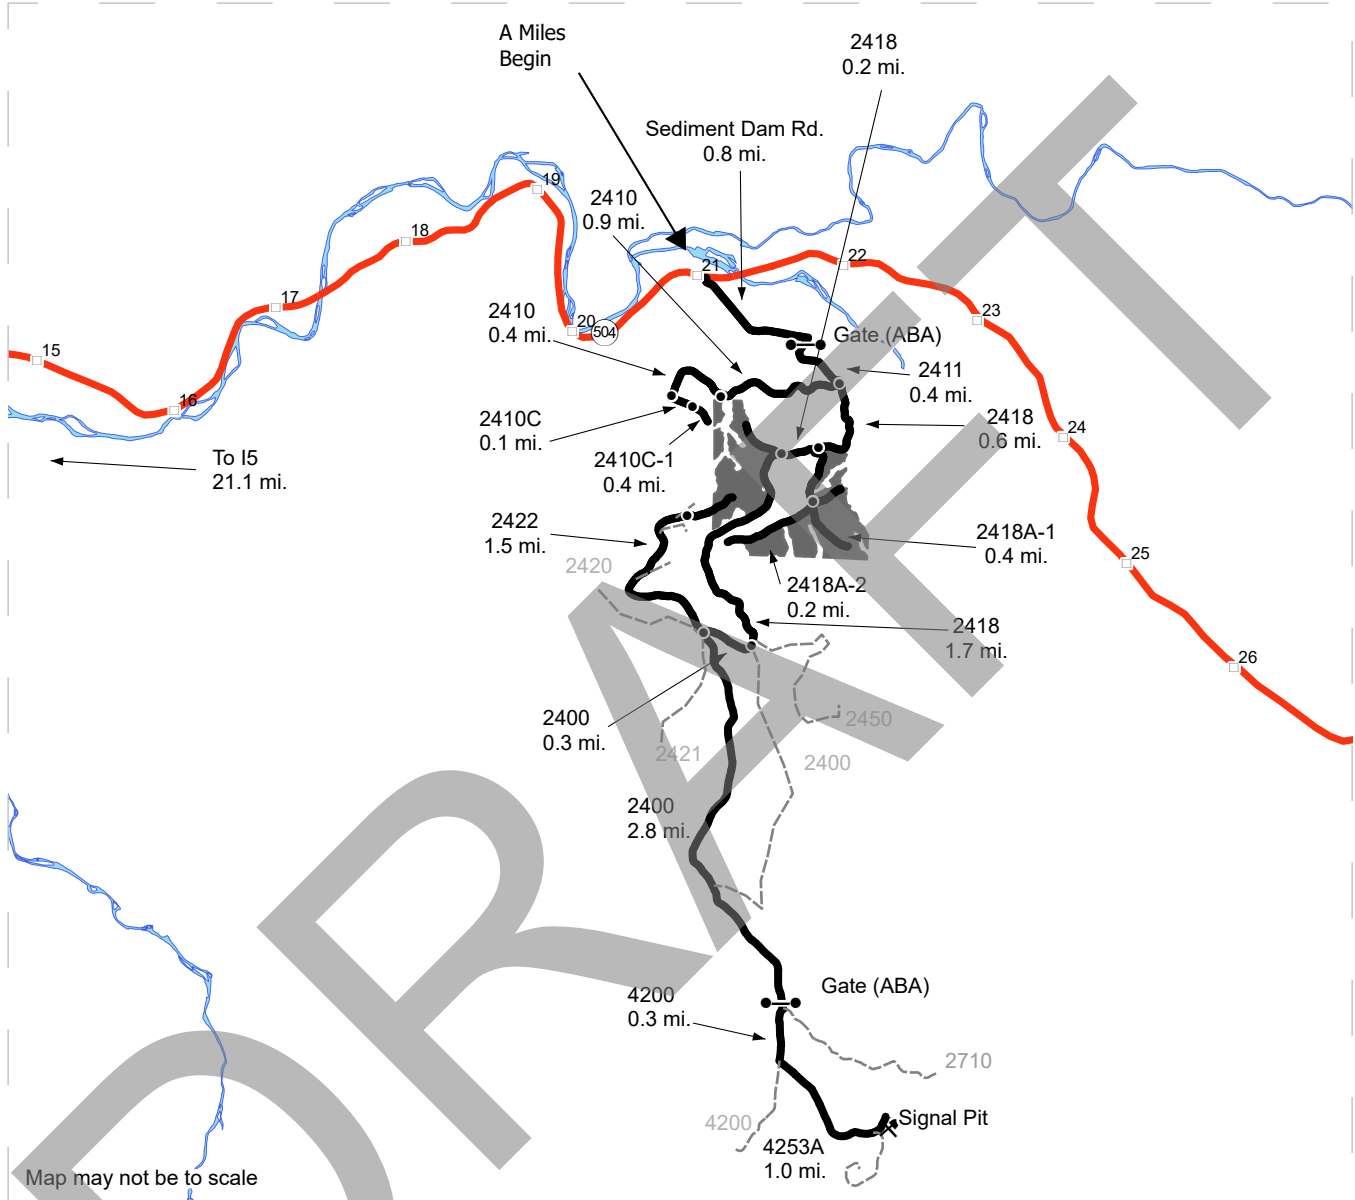 A Miles
Begin
2418
0.2 mi.
Sediment Dam Rd.
0.8 mi.
2410
0.9 mi.
19
18
17
21
22
23
2410
0.4 mi.
20
504
Gate (ABA)
15
16
2411
0.4 mi.
2410C
0.1 mi.
2418
0.6 mi.
24
To I5
21.1 mi.
2410C-1
0.4 mi.
2422
1.5 mi.
2418A-1
0.4 mi.
25
2420
2418A-2
0.2 mi.
2418
1.7 mi.
26
2400
0.3 mi.
2450
2421
2400
2400
2.8 mi.
Gate (ABA)
4200
0.3 mi.
2710
4200
Signal Pit
4253A
1.0 mi.
Map may not be to scale
DRAFT